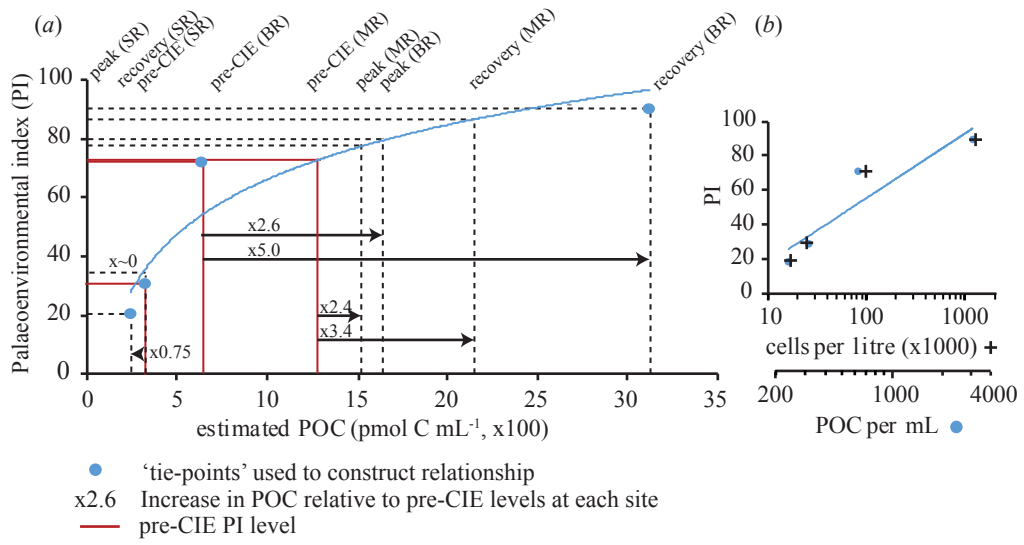 (a)
peak (SR)
recovery (SR)
pre-CIE (SR)
pre-CIE (BR)
pre-CIE (MR)
peak (MR)
peak (BR)
recovery (MR)
recovery (BR)
Palaeoenvironmental index (PI)
100
80
60
40
20
0
x~0
x2.6
x5.0
x2.4
x3.4
x0.75
0 5 10 15 20 25 30 35
estimated POC (pmol C mL⁻¹, x100)
'tie-points' used to construct relationship
x2.6 Increase in POC relative to pre-CIE levels at each site
pre-CIE PI level
(b)
PI
100
80
60
40
20
0
10 100 1000
cells per litre (x1000) +
200 1000 4000
POC per mL